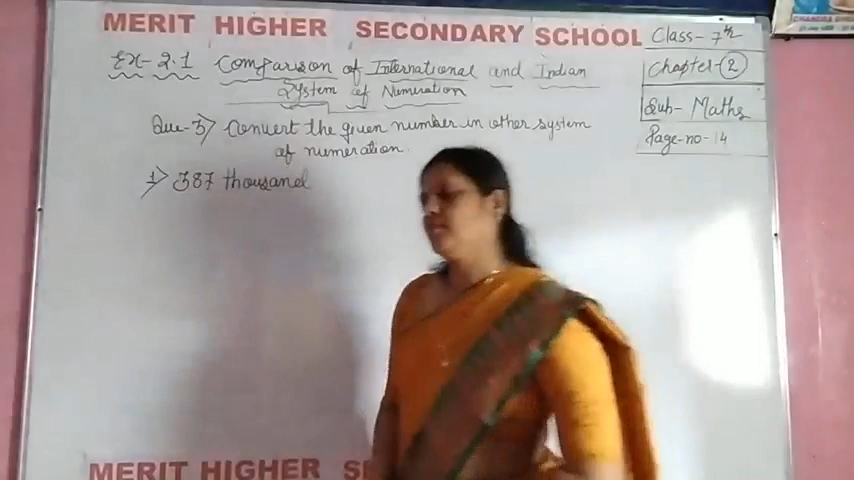 MERIT HIGHER SECONDARY SCHOOL
Class- 7th
Ex- 2.1 Comparison of International and Indian
System of Numeration
Chapter-2
Sub- Maths
Page-no-14
Que-3) Convert the given number in other system
of numeration.
1) 387 thousand
MERIT HIGHER SE